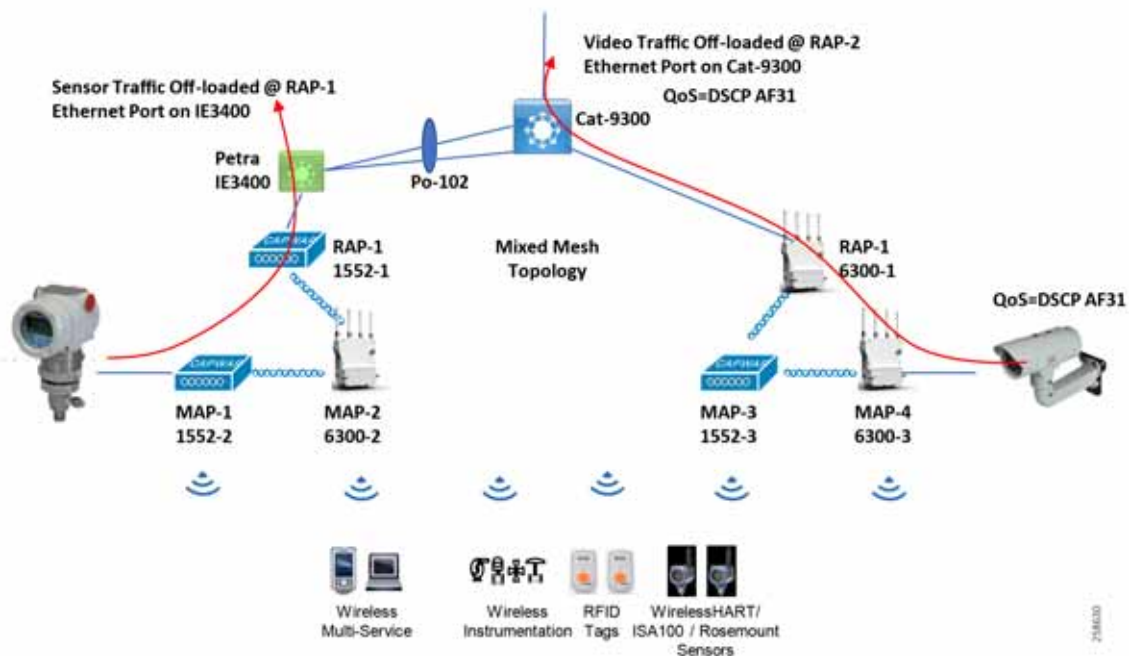 Video Traffic Off-loaded @ RAP-2
Ethernet Port on Cat-9300
QoS=DSCP AF31
Sensor Traffic Off-loaded @ RAP-1
Ethernet Port on IE3400
Cat-9300
Petra
IE3400
Po-102
CAPWAP
RAP-1
1552-1
Mixed Mesh
Topology
RAP-1
6300-1
QoS=DSCP AF31
CAPWAP
CAPWAP
MAP-1
1552-2
MAP-2
6300-2
MAP-3
1552-3
MAP-4
6300-3
Wireless
Multi-Service
Wireless
Instrumentation
RFID
Tags
WirelessHART/
ISA100 / Rosemount
Sensors
258630